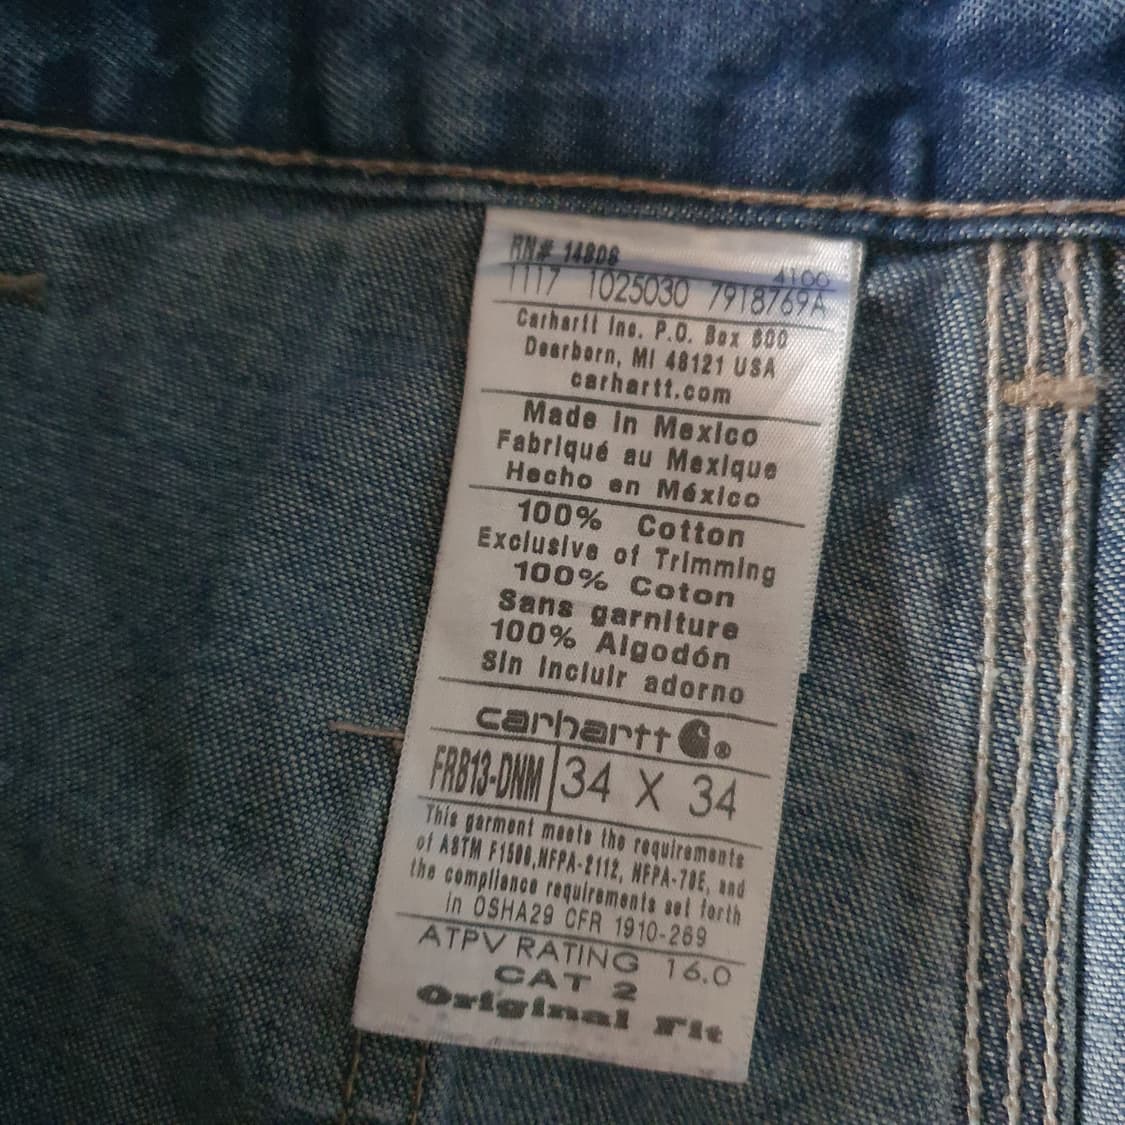 RN# 14806
4100
1117 1025030 7918769A
Carhartt Inc. P.O. Box 600
Dearborn, MI 48121 USA
carhartt.com
Made in Mexico
Fabriqué au Mexique
Hecho en México
100% Cotton
Exclusive of Trimming
100% Coton
Sans garniture
100% Algodón
Sin incluir adorno
carhartt ®
FRB13-DNM 34 X 34
This garment meets the requirements
of ASTM F1506, NFPA-2112, NFPA-70E, and
the compliance requirements set forth
in OSHA29 CFR 1910-269
ATPV RATING 16.0
CAT 2
Original Fit